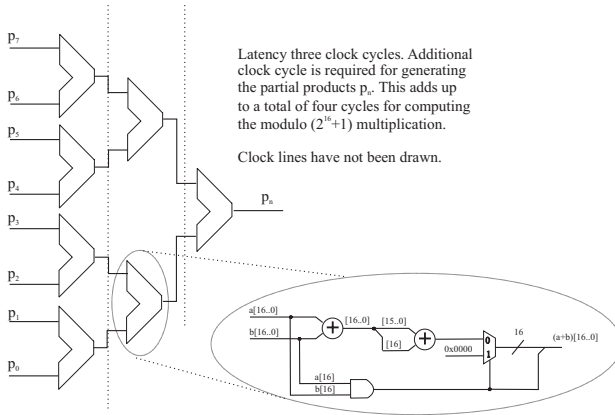 p7
p6
p5
p4
p3
p2
p1
p0
Latency three clock cycles. Additional
clock cycle is required for generating
the partial products pn. This adds up
to a total of four cycles for computing
the modulo (2^16+1) multiplication.
Clock lines have not been drawn.
pn
a[16..0]
b[16..0]
+
[16..0]
[15..0]
[16]
+
0x0000
0
1
16
(a+b)[16..0]
a[16]
b[16]